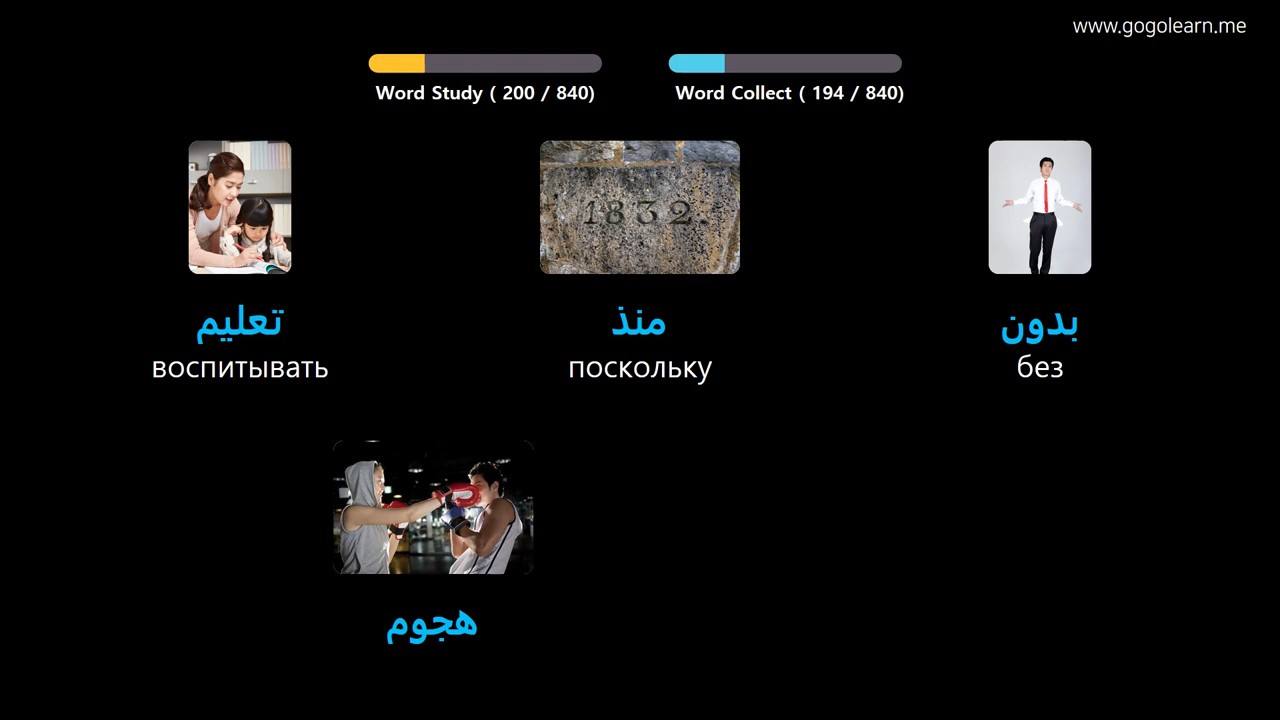 www.gogolearn.me
Word Study ( 200 / 840)
Word Collect ( 194 / 840)
1832.
تعليم
воспитывать
منذ
поскольку
بدون
без
هجوم